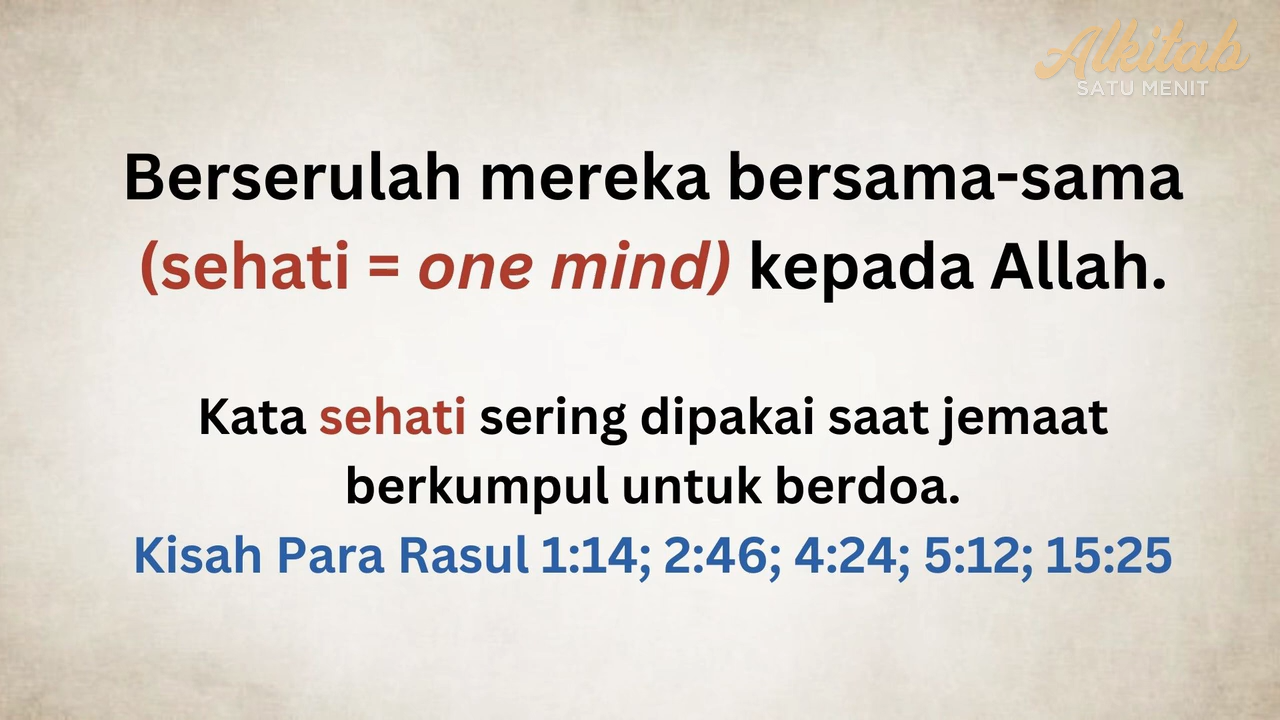 Alkitab
SATU MENIT
Berserulah mereka bersama-sama
(sehati = one mind) kepada Allah.
Kata sehati sering dipakai saat jemaat
berkumpul untuk berdoa.
Kisah Para Rasul 1:14; 2:46; 4:24; 5:12; 15:25